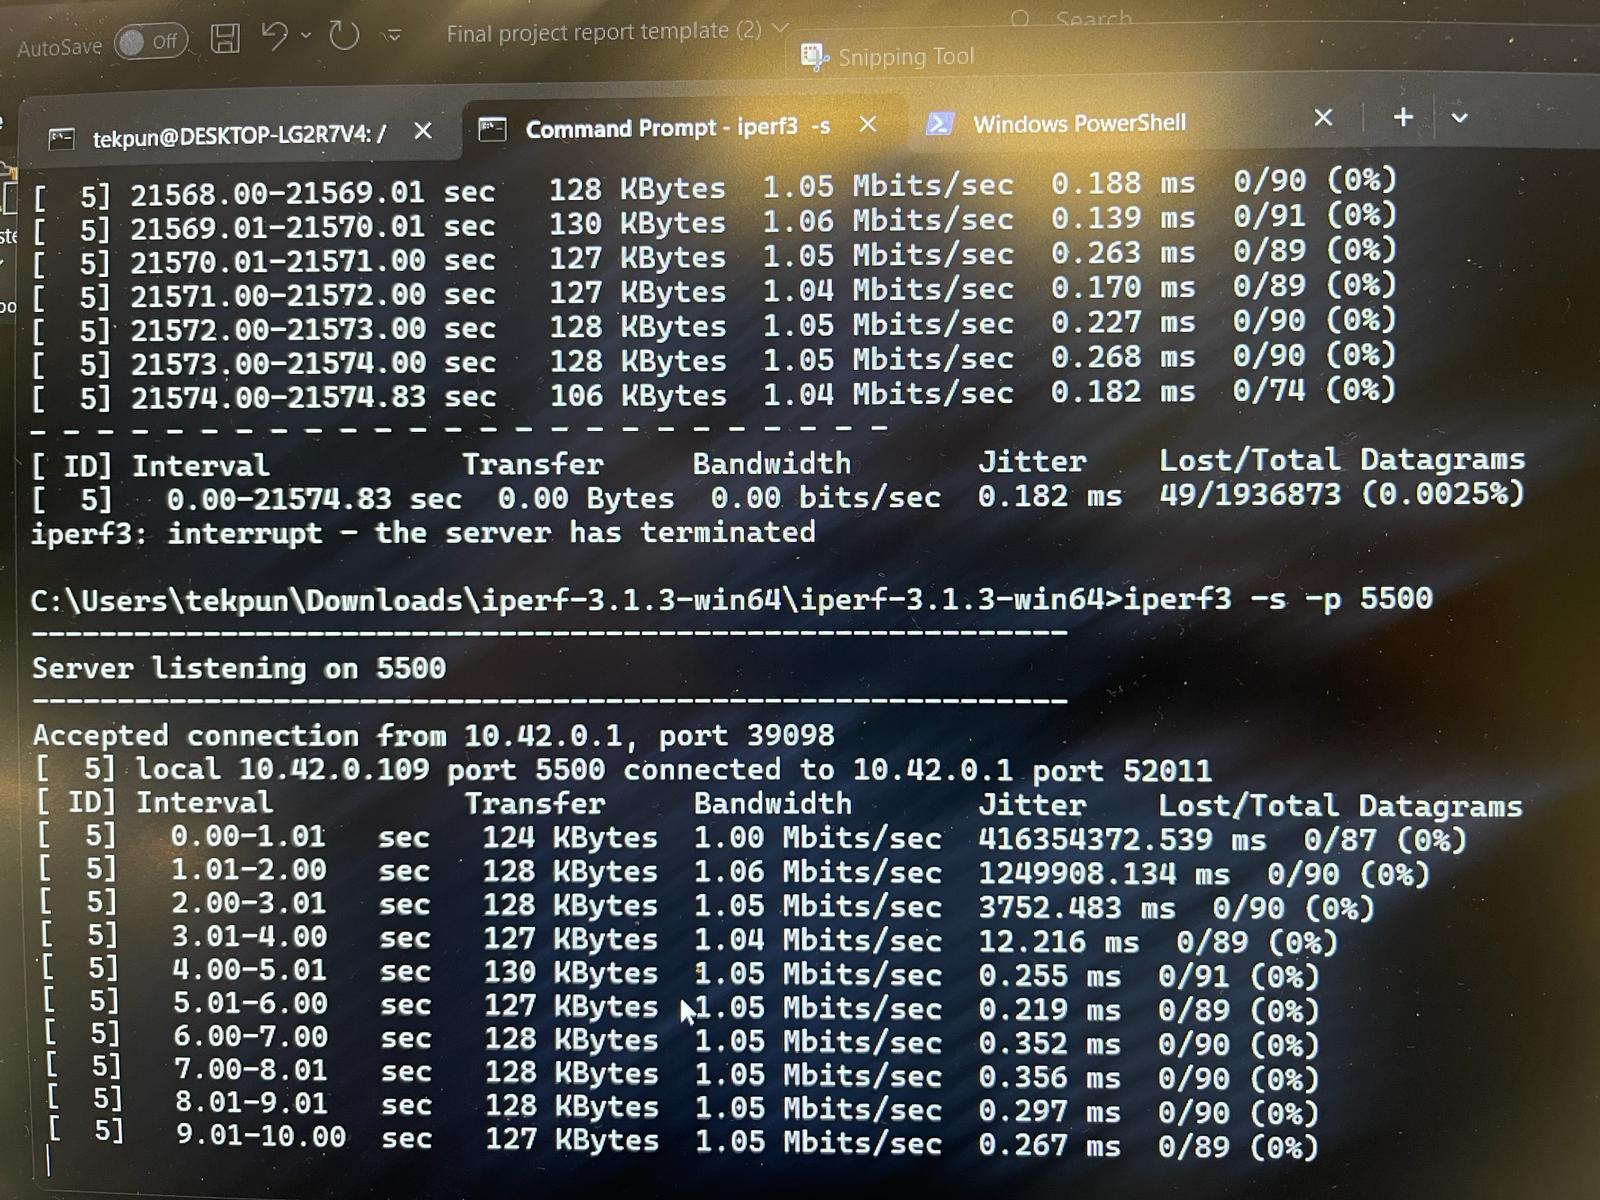 AutoSave Off Final project report template (2) Search
Snipping Tool
tekpun@DESKTOP-LG2R7V4: / Command Prompt - iperf3 -s Windows PowerShell
[ 5] 21568.00-21569.01 sec 128 KBytes 1.05 Mbits/sec 0.188 ms 0/90 (0%)
[ 5] 21569.01-21570.01 sec 130 KBytes 1.06 Mbits/sec 0.139 ms 0/91 (0%)
[ 5] 21570.01-21571.00 sec 127 KBytes 1.05 Mbits/sec 0.263 ms 0/89 (0%)
[ 5] 21571.00-21572.00 sec 127 KBytes 1.04 Mbits/sec 0.170 ms 0/89 (0%)
[ 5] 21572.00-21573.00 sec 128 KBytes 1.05 Mbits/sec 0.227 ms 0/90 (0%)
[ 5] 21573.00-21574.00 sec 128 KBytes 1.05 Mbits/sec 0.268 ms 0/90 (0%)
[ 5] 21574.00-21574.83 sec 106 KBytes 1.04 Mbits/sec 0.182 ms 0/74 (0%)
- - - - - - - - - - - - - - - - - - - - - - - - -
[ ID] Interval Transfer Bandwidth Jitter Lost/Total Datagrams
[ 5] 0.00-21574.83 sec 0.00 Bytes 0.00 bits/sec 0.182 ms 49/1936873 (0.0025%)
iperf3: interrupt - the server has terminated
C:\Users\tekpun\Downloads\iperf-3.1.3-win64\iperf-3.1.3-win64>iperf3 -s -p 5500
-----------------------------------------------------------
Server listening on 5500
-----------------------------------------------------------
Accepted connection from 10.42.0.1, port 39098
[ 5] local 10.42.0.109 port 5500 connected to 10.42.0.1 port 52011
[ ID] Interval Transfer Bandwidth Jitter Lost/Total Datagrams
[ 5] 0.00-1.01 sec 124 KBytes 1.00 Mbits/sec 416354372.539 ms 0/87 (0%)
[ 5] 1.01-2.00 sec 128 KBytes 1.06 Mbits/sec 1249908.134 ms 0/90 (0%)
[ 5] 2.00-3.01 sec 128 KBytes 1.05 Mbits/sec 3752.483 ms 0/90 (0%)
[ 5] 3.01-4.00 sec 127 KBytes 1.04 Mbits/sec 12.216 ms 0/89 (0%)
[ 5] 4.00-5.01 sec 130 KBytes 1.05 Mbits/sec 0.255 ms 0/91 (0%)
[ 5] 5.01-6.00 sec 127 KBytes 1.05 Mbits/sec 0.219 ms 0/89 (0%)
[ 5] 6.00-7.00 sec 128 KBytes 1.05 Mbits/sec 0.352 ms 0/90 (0%)
[ 5] 7.00-8.01 sec 128 KBytes 1.05 Mbits/sec 0.356 ms 0/90 (0%)
[ 5] 8.01-9.01 sec 128 KBytes 1.05 Mbits/sec 0.297 ms 0/90 (0%)
[ 5] 9.01-10.00 sec 127 KBytes 1.05 Mbits/sec 0.267 ms 0/89 (0%)